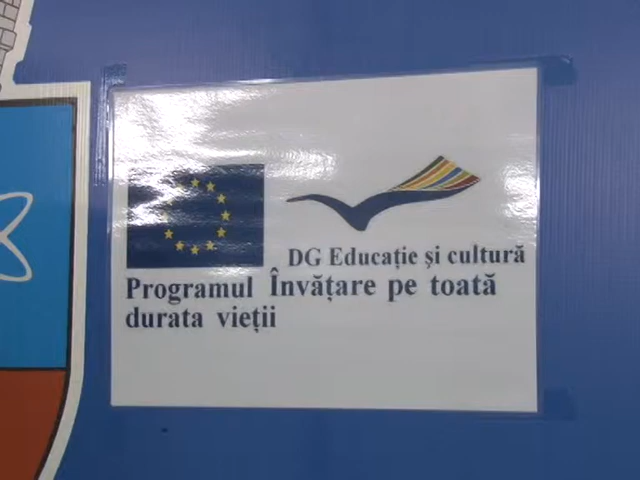 DG Educație și cultură
Programul Învățare pe toată
durata vieții